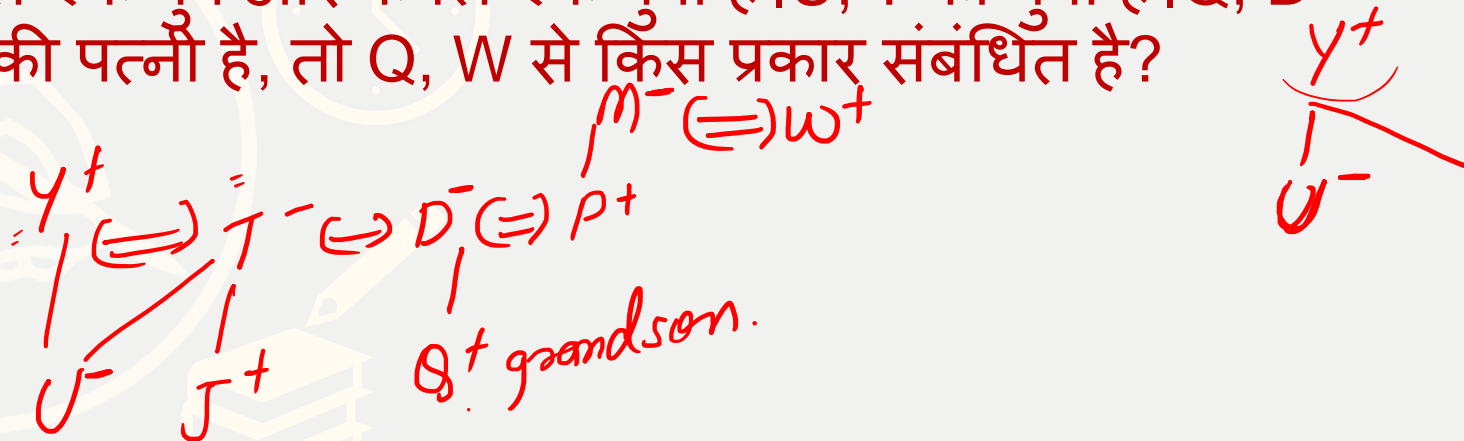 की पत्नी है, तो Q, W से किस प्रकार संबंधित है?
Y+
M- (=) W+
U-
Y+ (=) T- (-) D- (=) P+
U- J+ Q+ grandson.